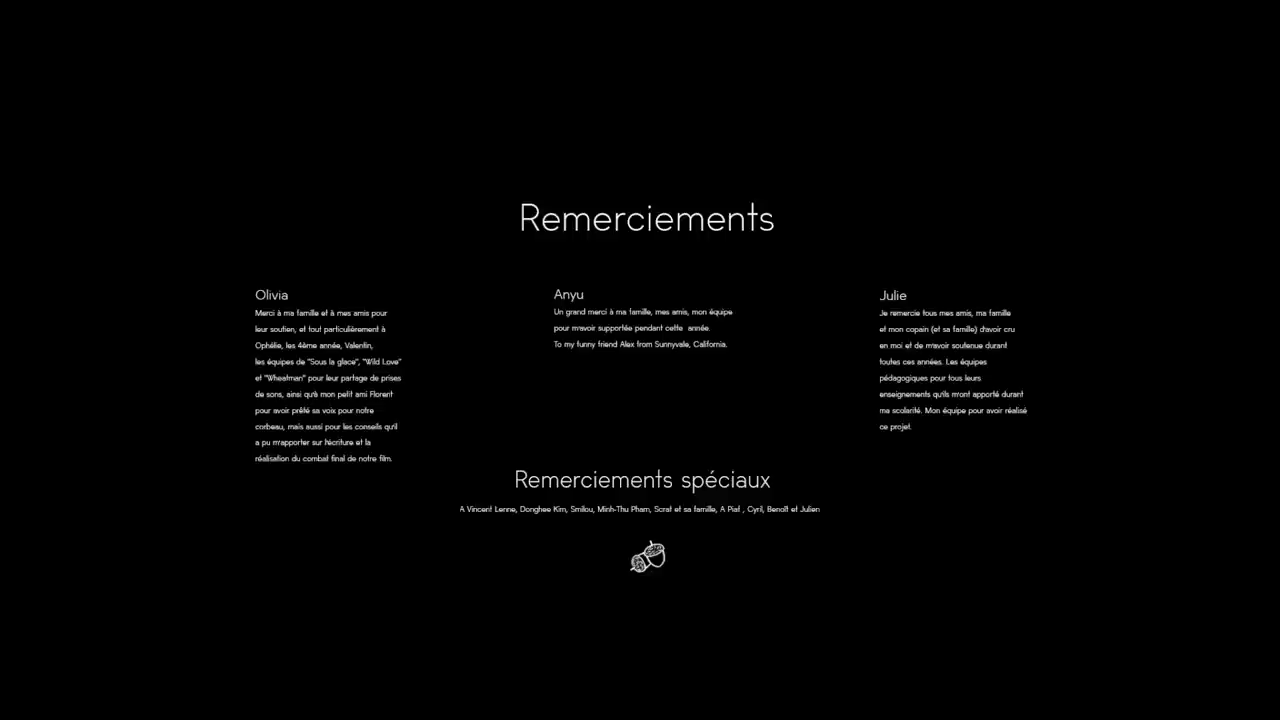 Remerciements
Olivia
Merci à ma famille et à mes amis pour
leur soutien, et tout particulièrement à
Ophélie, les 4ème année, Valentin,
les équipes de "Sous la glace", "Wild Love"
et "Wheatman" pour leur partage de prises
de sons, ainsi qu'à mon petit ami Florent
pour avoir prêté sa voix pour notre
corbeau, mais aussi pour les conseils qu'il
a pu m'apporter sur l'écriture et la
réalisation du combat final de notre film.
Anyu
Un grand merci à ma famille, mes amis, mon équipe
pour m'avoir supportée pendant cette année.
To my funny friend Alex from Sunnyvale, California.
Julie
Je remercie tous mes amis, ma famille
et mon copain (et sa famille) d'avoir cru
en moi et de m'avoir soutenue durant
toutes ces années. Les équipes
pédagogiques pour tous leurs
enseignements qu'ils m'ont apporté durant
ma scolarité. Mon équipe pour avoir réalisé
ce projet.
Remerciements spéciaux
A Vincent Lenne, Donghee Kim, Smilou, Minh-Thu Pham, Scrat et sa famille, A Piaf , Cyril, Benoît et Julien